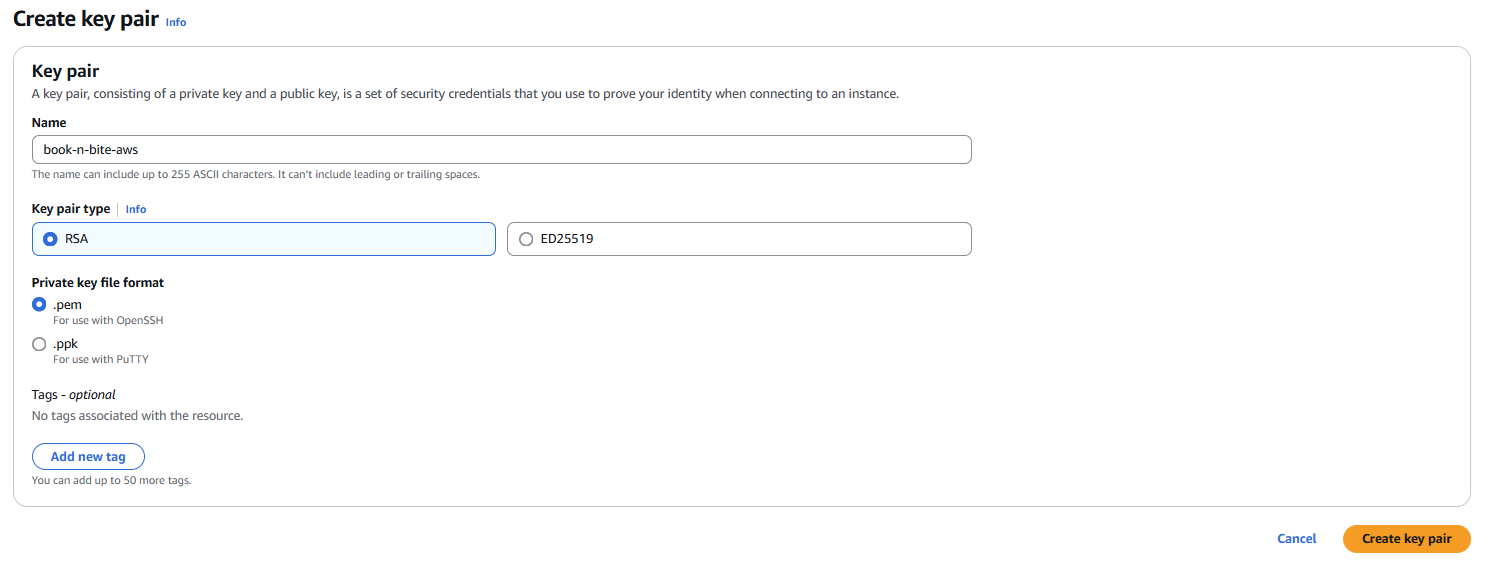 Create key pair Info
Key pair
A key pair, consisting of a private key and a public key, is a set of security credentials that you use to prove your identity when connecting to an instance.
Name
book-n-bite-aws
The name can include up to 255 ASCII characters. It can't include leading or trailing spaces.
Key pair type Info
RSA ED25519
Private key file format
.pem
For use with OpenSSH
.ppk
For use with PuTTY
Tags - optional
No tags associated with the resource.
Add new tag
You can add up to 50 more tags.
Cancel Create key pair